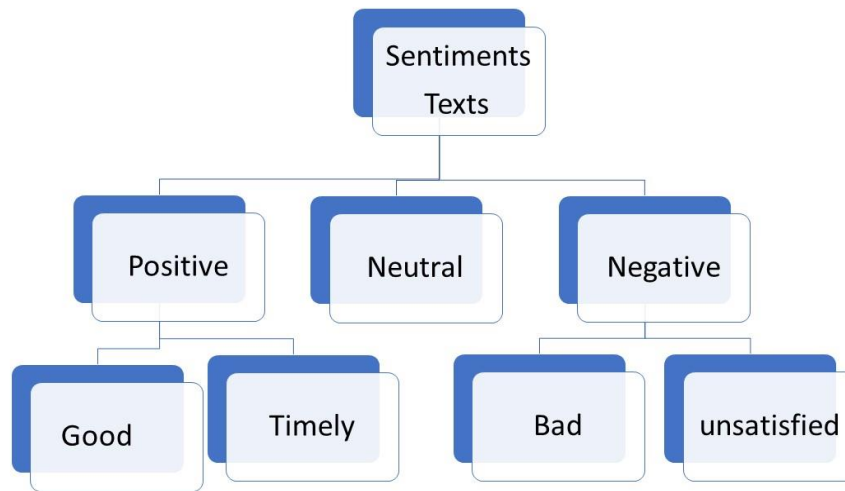 Sentiments
Texts
Positive
Neutral
Negative
Good
Timely
Bad
unsatisfied